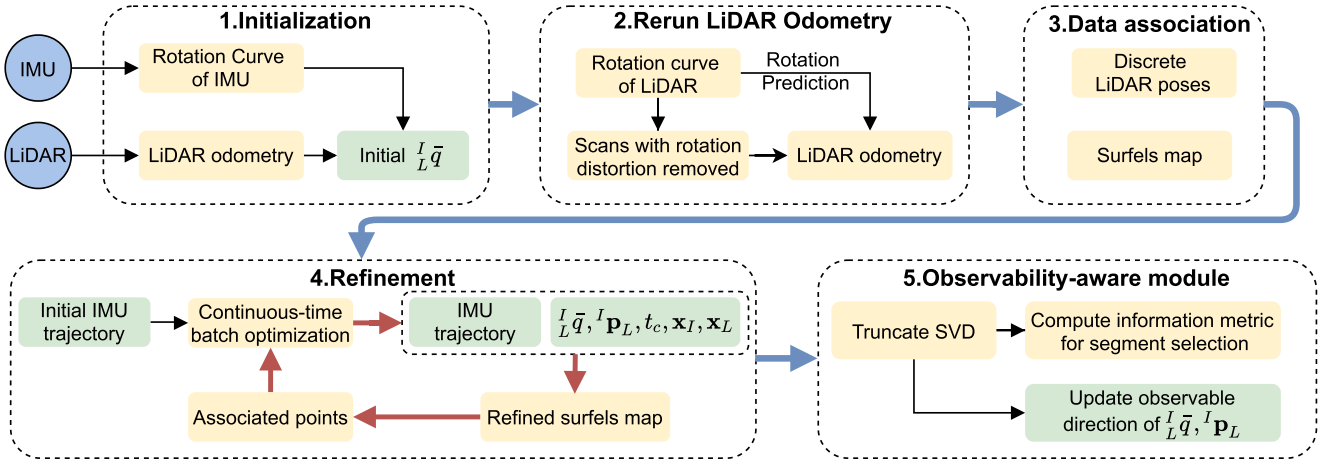 1.Initialization
IMU
Rotation Curve
of IMU
LiDAR
LiDAR odometry
Initial ${}^{I}_{L}\bar{q}$
2.Rerun LiDAR Odometry
Rotation curve
of LiDAR
Rotation
Prediction
Scans with rotation
distortion removed
LiDAR odometry
3.Data association
Discrete
LiDAR poses
Surfels map
4.Refinement
Initial IMU
trajectory
Continuous-time
batch optimization
IMU
trajectory
${}^{I}_{L}\bar{q}, {}^{I}\mathbf{p}_{L}, t_c, \mathbf{x}_I, \mathbf{x}_L$
Associated points
Refined surfels map
5.Observability-aware module
Truncate SVD
Compute information metric
for segment selection
Update observable
direction of ${}^{I}_{L}\bar{q}, {}^{I}\mathbf{p}_{L}$